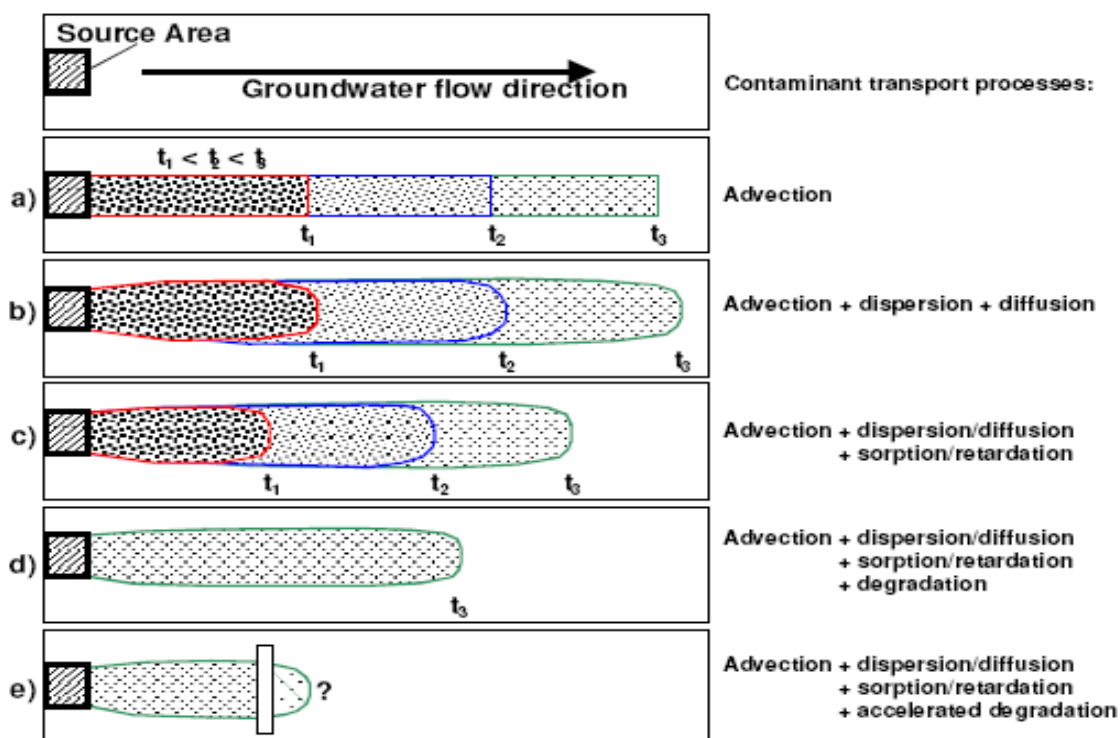 Source Area
Groundwater flow direction
Contaminant transport processes:
t1 < t2 < t3
a)
Advection
t1
t2
t3
b)
Advection + dispersion + diffusion
t1
t2
t3
c)
Advection + dispersion/diffusion
+ sorption/retardation
t1
t2
t3
d)
Advection + dispersion/diffusion
+ sorption/retardation
+ degradation
t3
e)
?
Advection + dispersion/diffusion
+ sorption/retardation
+ accelerated degradation